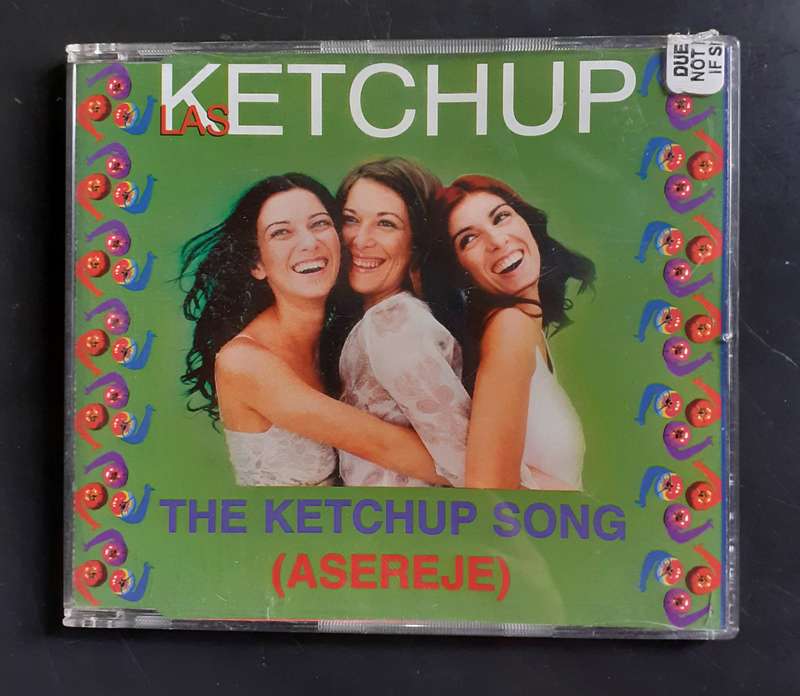 KETCHUP
LAS
THE KETCHUP SONG
(ASEREJE)
DUE
NOT
IF S